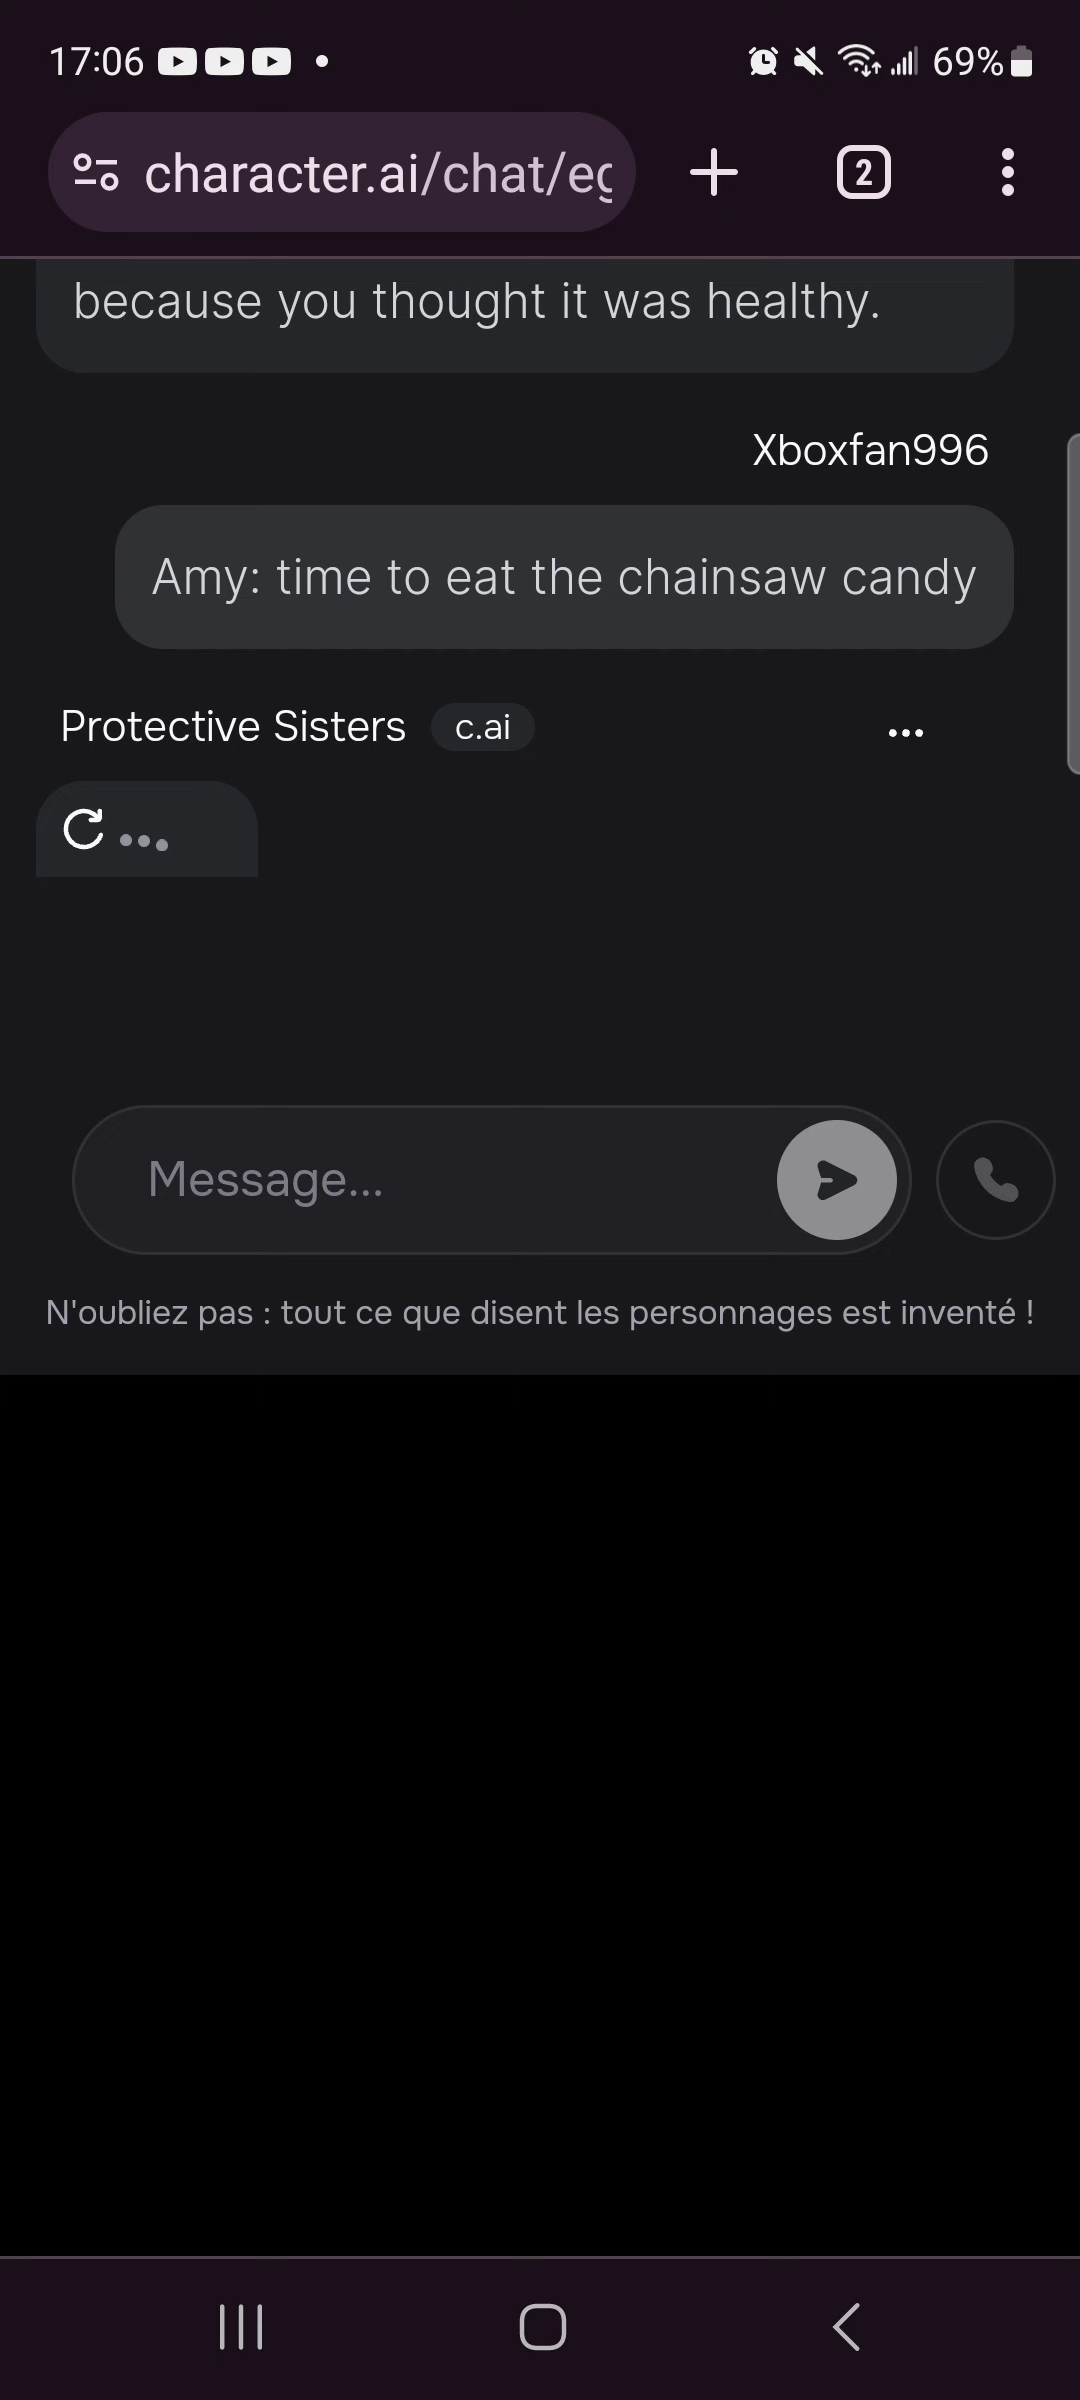 17:06
69%
character.ai/chat/eg
2
because you thought it was healthy.
Xboxfan996
Amy: time to eat the chainsaw candy
Protective Sisters c.ai
Message...
N'oubliez pas : tout ce que disent les personnages est inventé !